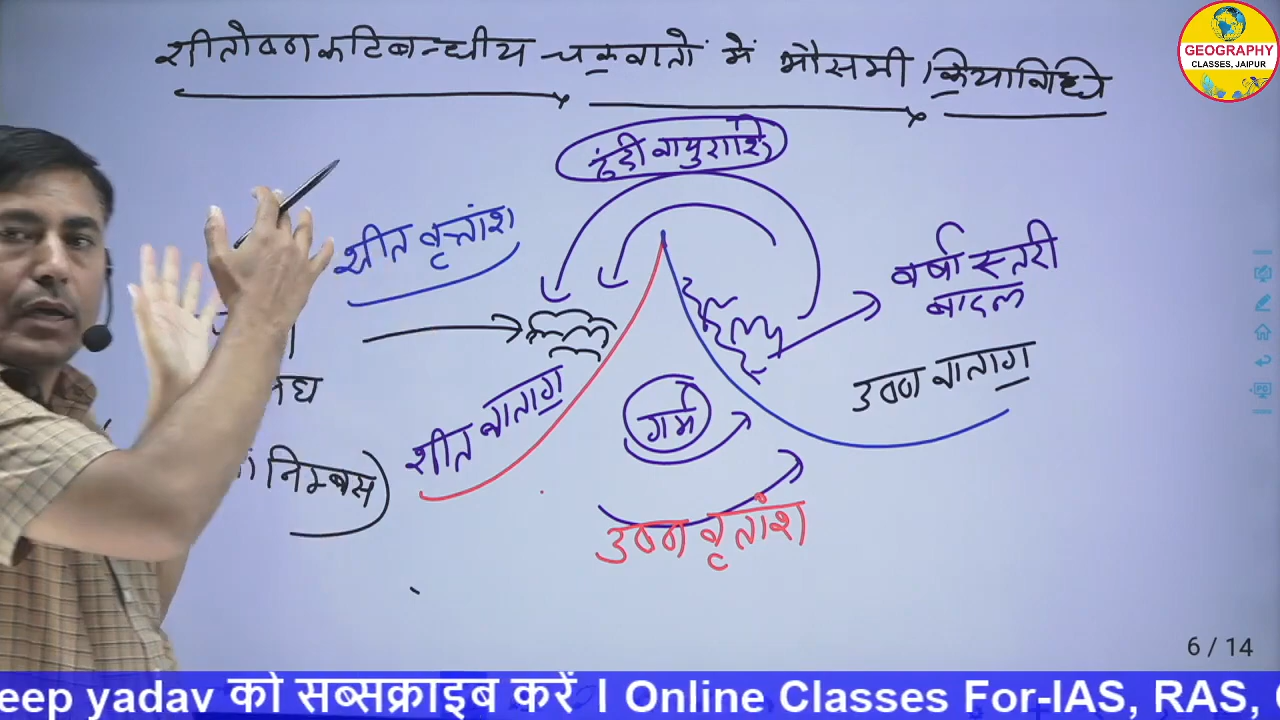 शीतोष्ण कटिबन्धीय चक्रवातों में मौसमी क्रियाविधि
GEOGRAPHY
CLASSES, JAIPUR
ठंडी वायुराशि
शीत वृत्तांश
वर्षा स्तरी
बादल
उष्ण वाताग्र
गर्म
शीत वाताग्र
निम्बस)
उष्ण वृतांश
6 / 14
eep yadav को सब्सक्राइब करें । Online Classes For-IAS, RAS,